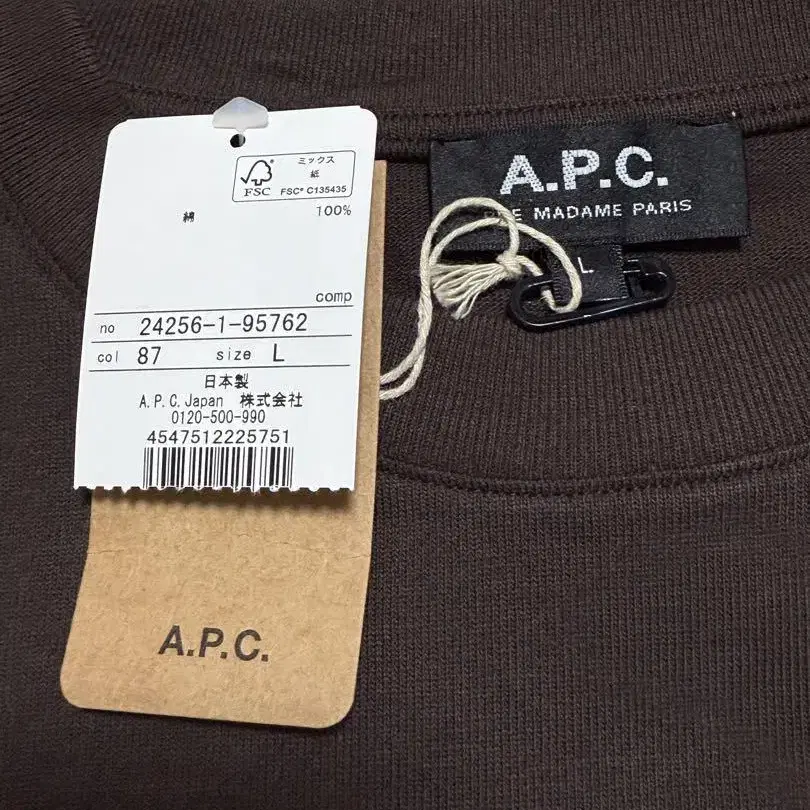 ミックス
紙
FSC
FSC® C135435
綿 100%
comp
no 24256-1-95762
col 87 size L
日本製
A.P.C.Japan 株式会社
0120-500-990
4547512225751
A.P.C.
A.P.C.
MADAME PARIS
L